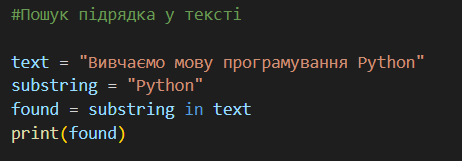 #Пошук підрядка у тексті
text = "Вивчаємо мову програмування Python"
substring = "Python"
found = substring in text
print(found)